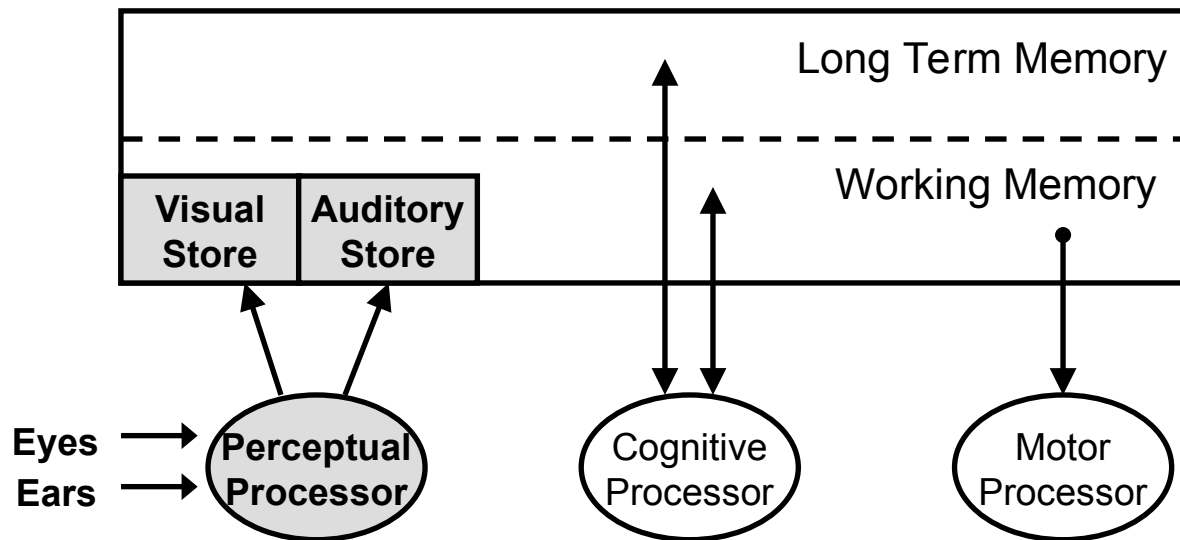 Long Term Memory
Working Memory
Visual
Store
Auditory
Store
Eyes
Ears
Perceptual
Processor
Cognitive
Processor
Motor
Processor